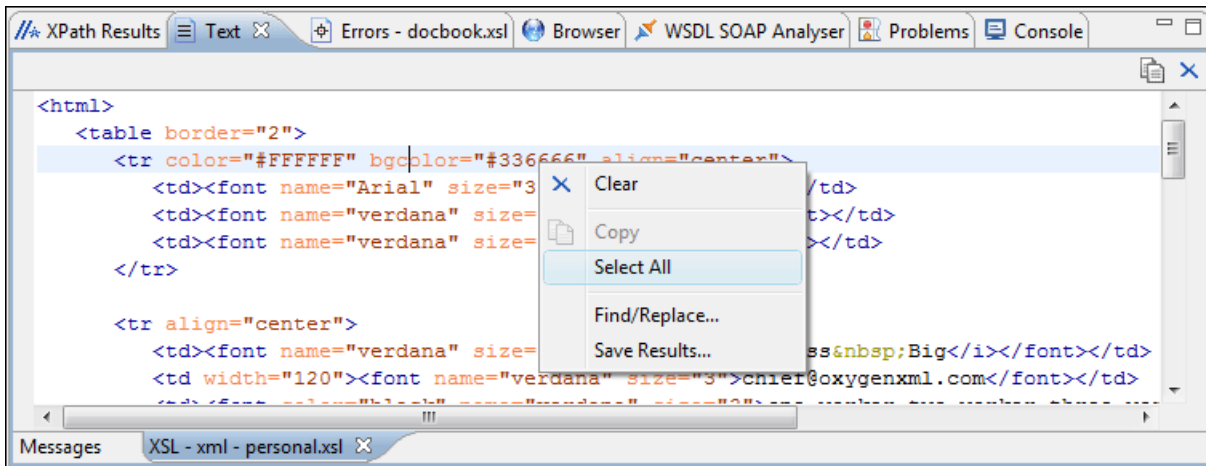 XPath Results Text Errors - docbook.xsl Browser WSDL SOAP Analyser Problems Console
<html>
<table border="2">
<tr color="#FFFFFF" bgcolor="#336666" align="center">
<td><font name="Arial" size="3 /td>
<td><font name="verdana" size= t></td>
<td><font name="verdana" size= ></td>
</tr>
<tr align="center">
<td><font name="verdana" size= ss&nbsp;Big</i></font></td>
<td width="120"><font name="verdana" size="3">chief@oxygenxml.com</font></td>
Clear
Copy
Select All
Find/Replace...
Save Results...
Messages XSL - xml - personal.xsl